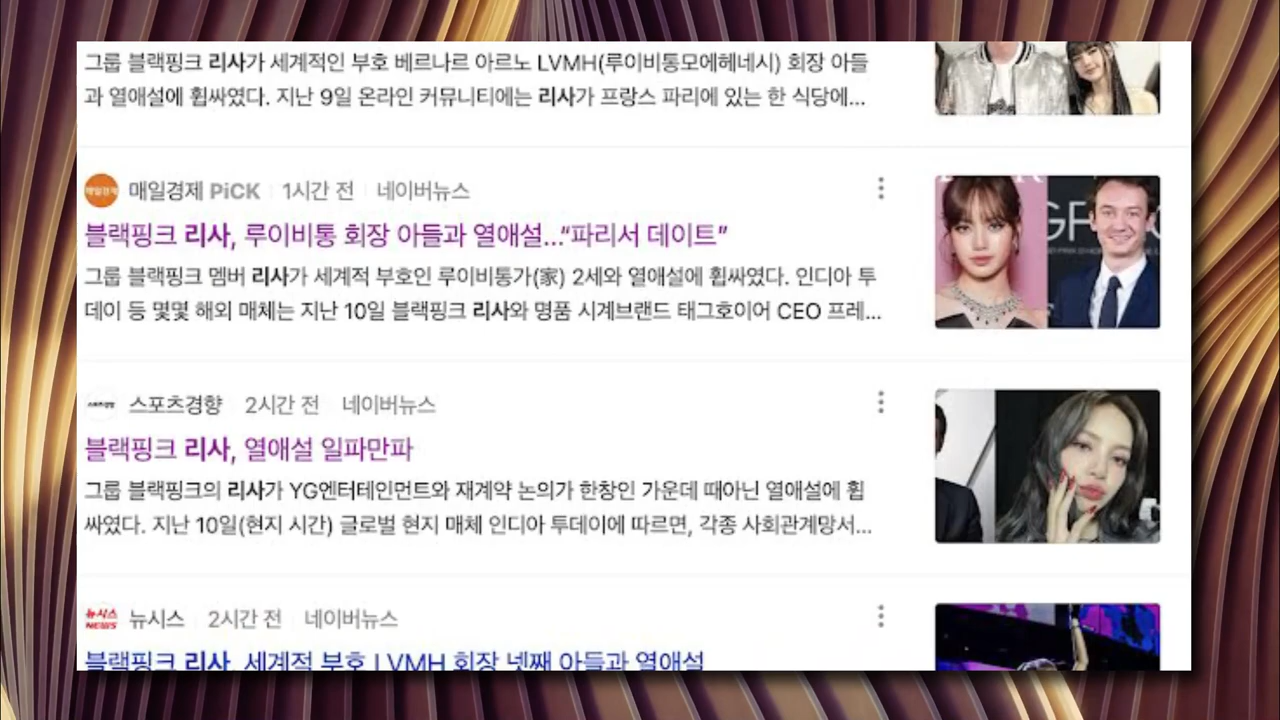 그룹 블랙핑크 리사가 세계적인 부호 베르나르 아르노 LVMH(루이비통모에헤네시) 회장 아들
과 열애설에 휩싸였다. 지난 9일 온라인 커뮤니티에는 리사가 프랑스 파리에 있는 한 식당에...
매일경제
매일경제 PiCK 1시간 전 네이버뉴스
블랙핑크 리사, 루이비통 회장 아들과 열애설…“파리서 데이트”
그룹 블랙핑크 멤버 리사가 세계적 부호인 루이비통가(家) 2세와 열애설에 휩싸였다. 인디아 투
데이 등 몇몇 해외 매체는 지난 10일 블랙핑크 리사와 명품 시계브랜드 태그호이어 CEO 프레...
스포츠경향 2시간 전 네이버뉴스
블랙핑크 리사, 열애설 일파만파
그룹 블랙핑크의 리사가 YG엔터테인먼트와 재계약 논의가 한창인 가운데 때아닌 열애설에 휩
싸였다. 지난 10일(현지 시간) 글로벌 현지 매체 인디아 투데이에 따르면, 각종 사회관계망서...
뉴시스
NEWS
뉴시스 2시간 전 네이버뉴스
블랙핑크 리사, 세계적 부호 LVMH 회장 넷째 아들과 열애설